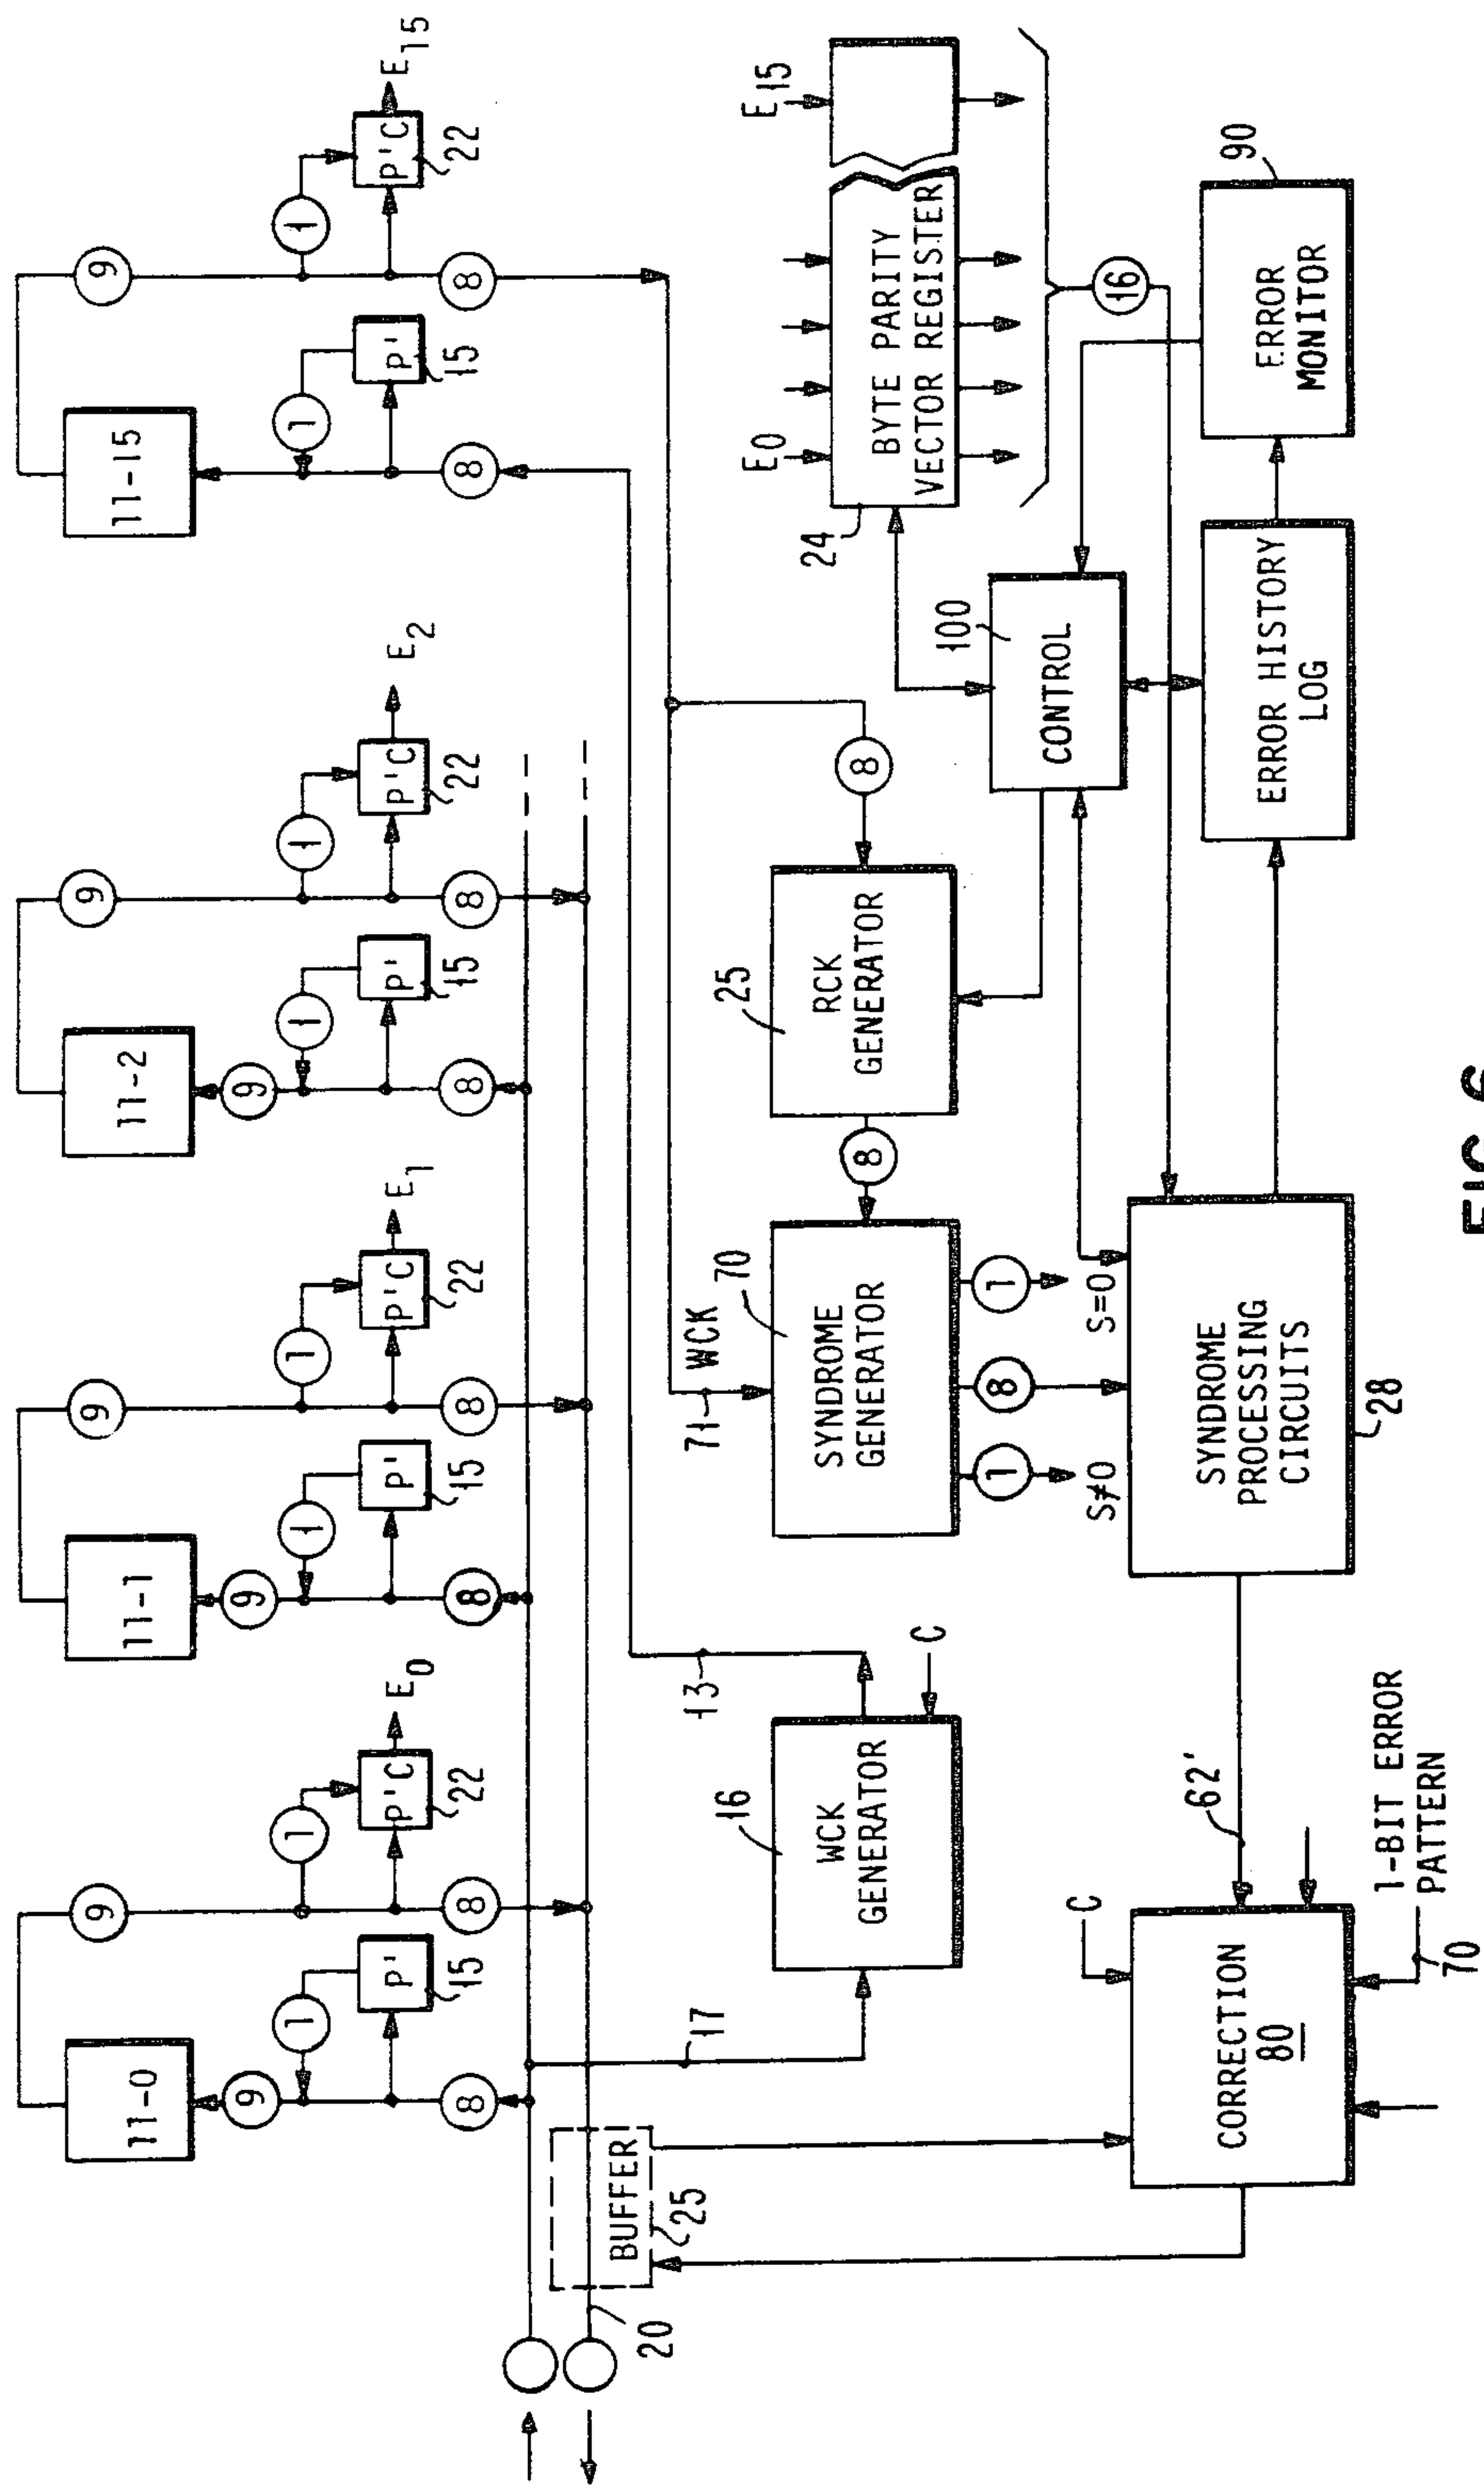 9 9 9 9
11-0 11-1 11-2 11-15
9 9 9
1 1 1 1 1 1 1 1
P' P'C E0 P' P'C E1 P' P'C E2 P' P'C E15
15 22 15 22 15 22 15 22
8 8 8 8 8 8 8 8
BUFFER
25
20
17
13
71 WCK
16
WCK
GENERATOR
C
70
SYNDROME
GENERATOR
8
25
RCK
GENERATOR
8
24
E0 E15
BYTE PARITY
VECTOR REGISTER
1 8 1
S≠0 S=0
100
CONTROL
16
C
62'
CORRECTION
80
1-BIT ERROR
PATTERN
70
SYNDROME
PROCESSING
CIRCUITS
28
ERROR HISTORY
LOG
ERROR
MONITOR
90
FIG. 6